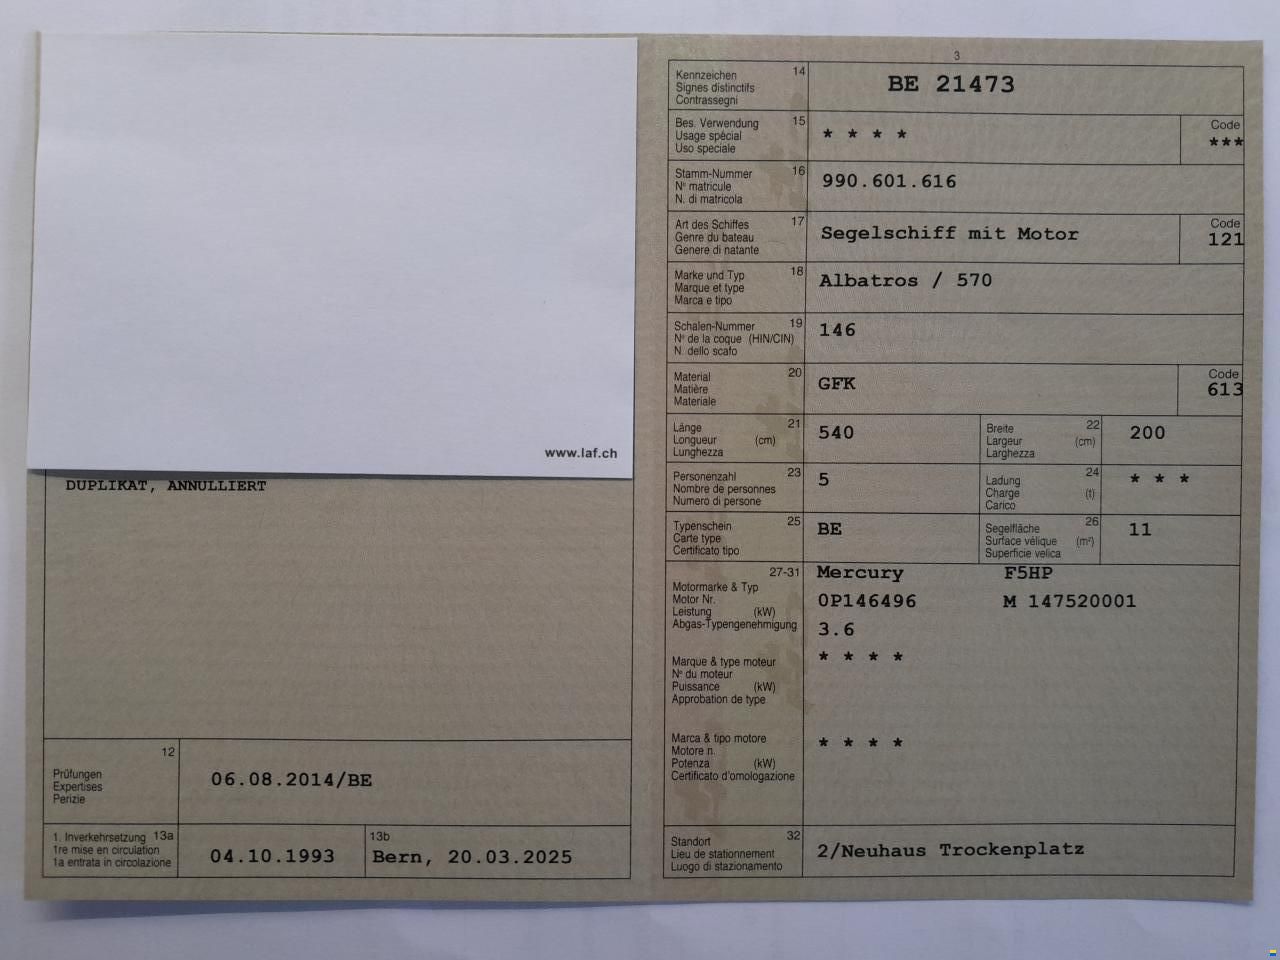 www.laf.ch
DUPLIKAT, ANNULLIERT
12
Prüfungen
Expertises
Perizie
06.08.2014/BE
1. Inverkehrsetzung 13a
1re mise en circulation
1a entrata in circolazione
04.10.1993
13b
Bern, 20.03.2025
3
Kennzeichen 14
Signes distinctifs
Contrassegni
BE 21473
Bes. Verwendung 15
Usage spécial
Uso speciale
* * * *
Code
***
Stamm-Nummer 16
N° matricule
N. di matricola
990.601.616
Art des Schiffes 17
Genre du bateau
Genere di natante
Segelschiff mit Motor
Code
121
Marke und Typ 18
Marque et type
Marca e tipo
Albatros / 570
Schalen-Nummer 19
N° de la coque (HIN/CIN)
N. dello scafo
146
Material 20
Matière
Materiale
GFK
Code
613
Länge 21
Longueur (cm)
Lunghezza
540
Breite 22
Largeur (cm)
Larghezza
200
Personenzahl 23
Nombre de personnes
Numero di persone
5
Ladung 24
Charge (t)
Carico
* * *
Typenschein 25
Carte type
Certificato tipo
BE
Segelfläche 26
Surface vélique (m²)
Superficie velica
11
27-31
Motormarke & Typ
Motor Nr.
Leistung (kW)
Abgas-Typengenehmigung
Mercury F5HP
0P146496 M 147520001
3.6
* * * *
Marque & type moteur
N° du moteur
Puissance (kW)
Approbation de type
Marca & tipo motore
Motore n.
Potenza (kW)
Certificato d'omologazione
* * * *
Standort 32
Lieu de stationnement
Luogo di stazionamento
2/Neuhaus Trockenplatz